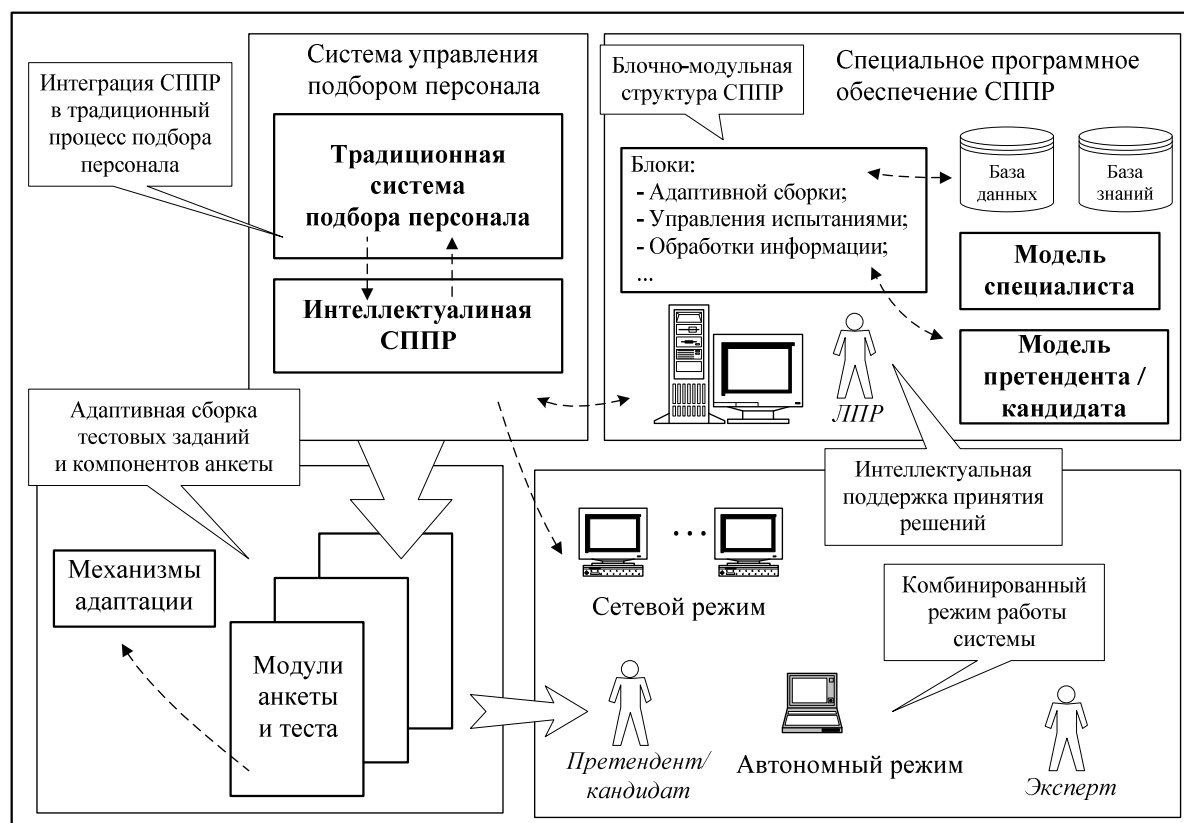 Система управления
подбором персонала
Интеграция СППР
в традиционный
процесс подбора
персонала
Традиционная
система
подбора персонала
Интеллектуалиная
СППР
Блочно-модульная
структура СППР
Специальное программное
обеспечение СППР
Блоки:
- Адаптивной сборки;
- Управления испытаниями;
- Обработки информации;
...
База
данных
База
знаний
Модель
специалиста
Модель
претендента /
кандидата
ЛПР
Адаптивная сборка
тестовых заданий
и компонентов анкеты
Механизмы
адаптации
Модули
анкеты
и теста
Интеллектуальная
поддержка принятия
решений
...
Сетевой режим
Комбинированный
режим работы
системы
Претендент/
кандидат
Автономный режим
Эксперт